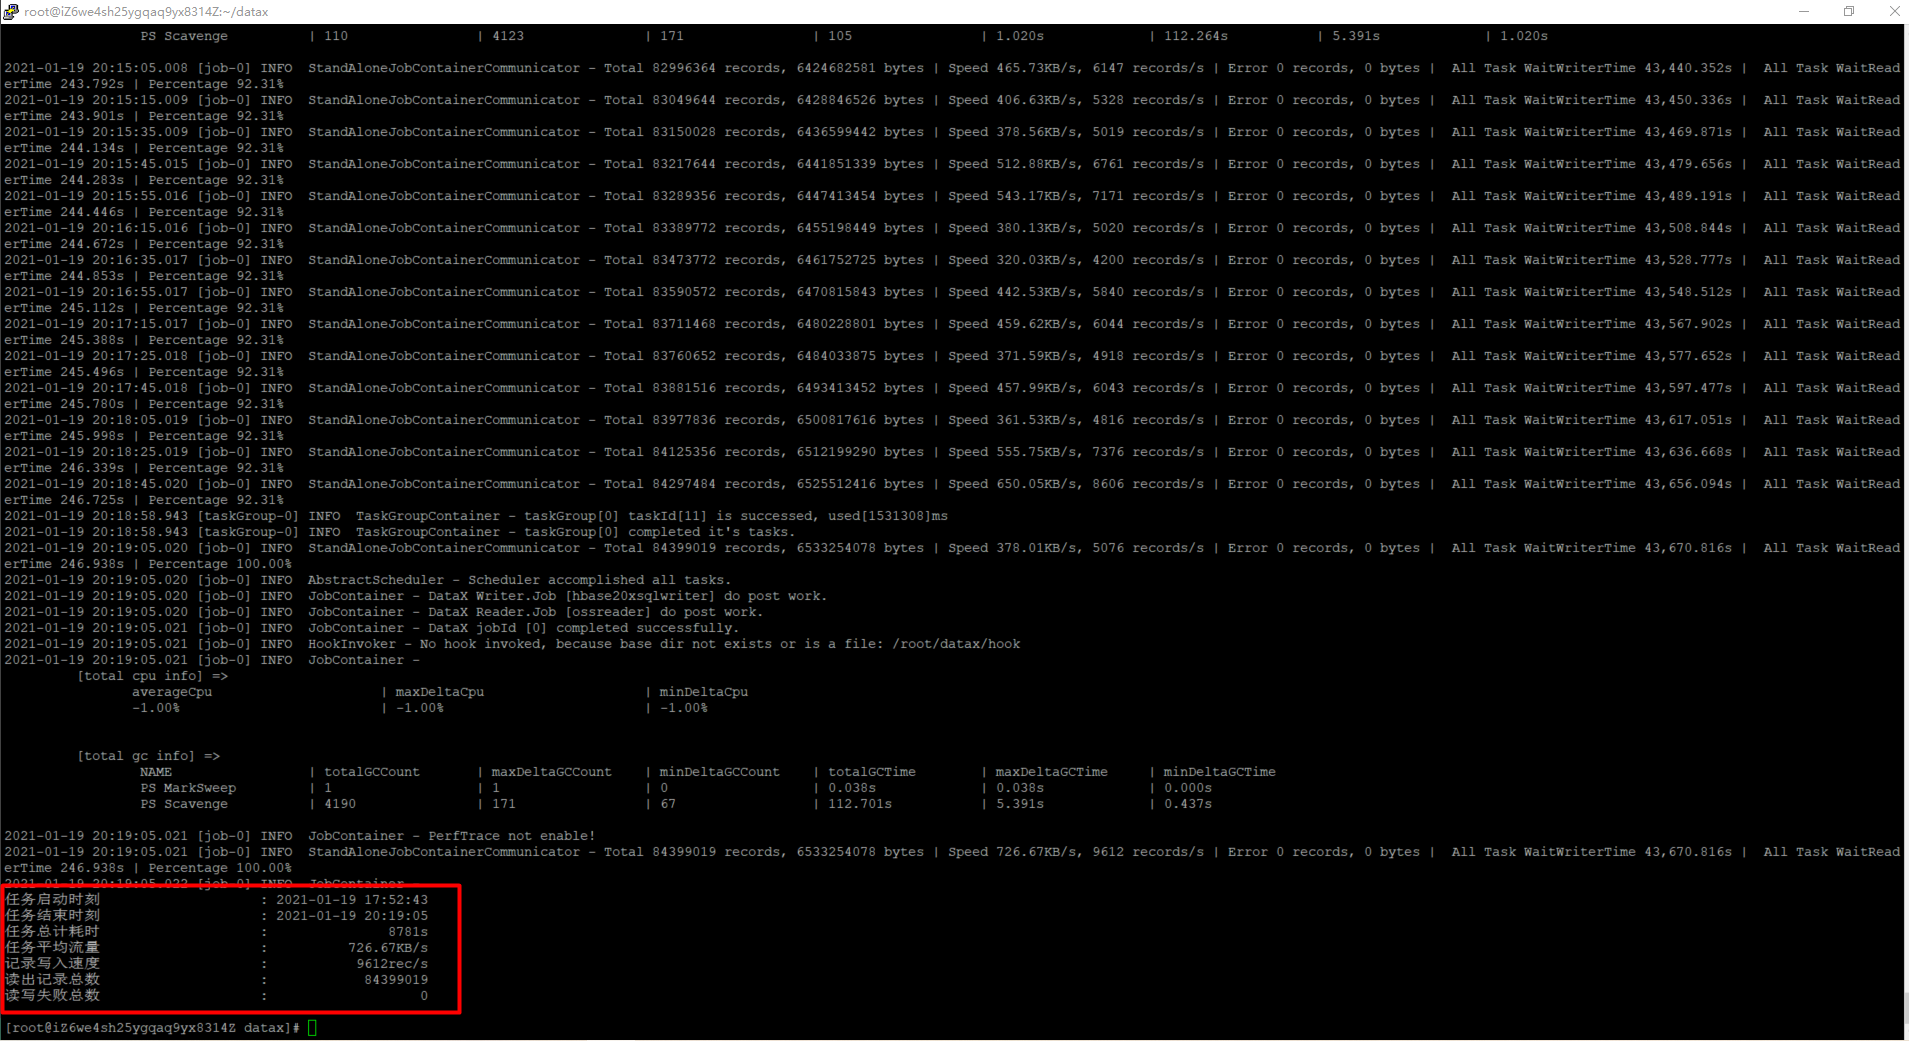 root@iZ6we4sh25ygqaq9yx8314Z:~/datax
PS Scavenge | 110 | 4123 | 171 | 105 | 1.020s | 112.264s | 5.391s | 1.020s
2021-01-19 20:15:05.008 [job-0] INFO StandAloneJobContainerCommunicator - Total 82996364 records, 6424682581 bytes | Speed 465.73KB/s, 6147 records/s | Error 0 records, 0 bytes | All Task WaitWriterTime 43,440.352s | All Task WaitRead
erTime 243.792s | Percentage 92.31%
2021-01-19 20:15:15.009 [job-0] INFO StandAloneJobContainerCommunicator - Total 83049644 records, 6428846526 bytes | Speed 406.63KB/s, 5328 records/s | Error 0 records, 0 bytes | All Task WaitWriterTime 43,450.336s | All Task WaitRead
erTime 243.901s | Percentage 92.31%
2021-01-19 20:15:35.009 [job-0] INFO StandAloneJobContainerCommunicator - Total 83150028 records, 6436599442 bytes | Speed 378.56KB/s, 5019 records/s | Error 0 records, 0 bytes | All Task WaitWriterTime 43,469.871s | All Task WaitRead
erTime 244.134s | Percentage 92.31%
2021-01-19 20:15:45.015 [job-0] INFO StandAloneJobContainerCommunicator - Total 83217644 records, 6441851339 bytes | Speed 512.88KB/s, 6761 records/s | Error 0 records, 0 bytes | All Task WaitWriterTime 43,479.656s | All Task WaitRead
erTime 244.283s | Percentage 92.31%
2021-01-19 20:15:55.016 [job-0] INFO StandAloneJobContainerCommunicator - Total 83289356 records, 6447413454 bytes | Speed 543.17KB/s, 7171 records/s | Error 0 records, 0 bytes | All Task WaitWriterTime 43,489.191s | All Task WaitRead
erTime 244.446s | Percentage 92.31%
2021-01-19 20:16:15.016 [job-0] INFO StandAloneJobContainerCommunicator - Total 83389772 records, 6455198449 bytes | Speed 380.13KB/s, 5020 records/s | Error 0 records, 0 bytes | All Task WaitWriterTime 43,508.844s | All Task WaitRead
erTime 244.672s | Percentage 92.31%
2021-01-19 20:16:35.017 [job-0] INFO StandAloneJobContainerCommunicator - Total 83473772 records, 6461752725 bytes | Speed 320.03KB/s, 4200 records/s | Error 0 records, 0 bytes | All Task WaitWriterTime 43,528.777s | All Task WaitRead
erTime 244.853s | Percentage 92.31%
2021-01-19 20:16:55.017 [job-0] INFO StandAloneJobContainerCommunicator - Total 83590572 records, 6470815843 bytes | Speed 442.53KB/s, 5840 records/s | Error 0 records, 0 bytes | All Task WaitWriterTime 43,548.512s | All Task WaitRead
erTime 245.112s | Percentage 92.31%
2021-01-19 20:17:15.017 [job-0] INFO StandAloneJobContainerCommunicator - Total 83711468 records, 6480228801 bytes | Speed 459.62KB/s, 6044 records/s | Error 0 records, 0 bytes | All Task WaitWriterTime 43,567.902s | All Task WaitRead
erTime 245.388s | Percentage 92.31%
2021-01-19 20:17:25.018 [job-0] INFO StandAloneJobContainerCommunicator - Total 83760652 records, 6484033875 bytes | Speed 371.59KB/s, 4918 records/s | Error 0 records, 0 bytes | All Task WaitWriterTime 43,577.652s | All Task WaitRead
erTime 245.496s | Percentage 92.31%
2021-01-19 20:17:45.018 [job-0] INFO StandAloneJobContainerCommunicator - Total 83881516 records, 6493413452 bytes | Speed 457.99KB/s, 6043 records/s | Error 0 records, 0 bytes | All Task WaitWriterTime 43,597.477s | All Task WaitRead
erTime 245.780s | Percentage 92.31%
2021-01-19 20:18:05.019 [job-0] INFO StandAloneJobContainerCommunicator - Total 83977836 records, 6500817616 bytes | Speed 361.53KB/s, 4816 records/s | Error 0 records, 0 bytes | All Task WaitWriterTime 43,617.051s | All Task WaitRead
erTime 245.998s | Percentage 92.31%
2021-01-19 20:18:25.019 [job-0] INFO StandAloneJobContainerCommunicator - Total 84125356 records, 6512199290 bytes | Speed 555.75KB/s, 7376 records/s | Error 0 records, 0 bytes | All Task WaitWriterTime 43,636.668s | All Task WaitRead
erTime 246.339s | Percentage 92.31%
2021-01-19 20:18:45.020 [job-0] INFO StandAloneJobContainerCommunicator - Total 84297484 records, 6525512416 bytes | Speed 650.05KB/s, 8606 records/s | Error 0 records, 0 bytes | All Task WaitWriterTime 43,656.094s | All Task WaitRead
erTime 246.725s | Percentage 92.31%
2021-01-19 20:18:58.943 [taskGroup-0] INFO TaskGroupContainer - taskGroup[0] taskId[11] is successed, used[1531308]ms
2021-01-19 20:18:58.943 [taskGroup-0] INFO TaskGroupContainer - taskGroup[0] completed it's tasks.
2021-01-19 20:19:05.020 [job-0] INFO StandAloneJobContainerCommunicator - Total 84399019 records, 6533254078 bytes | Speed 378.01KB/s, 5076 records/s | Error 0 records, 0 bytes | All Task WaitWriterTime 43,670.816s | All Task WaitRead
erTime 246.938s | Percentage 100.00%
2021-01-19 20:19:05.020 [job-0] INFO AbstractScheduler - Scheduler accomplished all tasks.
2021-01-19 20:19:05.020 [job-0] INFO JobContainer - DataX Writer.Job [hbase20xsqlwriter] do post work.
2021-01-19 20:19:05.020 [job-0] INFO JobContainer - DataX Reader.Job [ossreader] do post work.
2021-01-19 20:19:05.021 [job-0] INFO JobContainer - DataX jobId [0] completed successfully.
2021-01-19 20:19:05.021 [job-0] INFO HookInvoker - No hook invoked, because base dir not exists or is a file: /root/datax/hook
2021-01-19 20:19:05.021 [job-0] INFO JobContainer -
[total cpu info] =>
averageCpu | maxDeltaCpu | minDeltaCpu
-1.00% | -1.00% | -1.00%
[total gc info] =>
NAME | totalGCCount | maxDeltaGCCount | minDeltaGCCount | totalGCTime | maxDeltaGCTime | minDeltaGCTime
PS MarkSweep | 1 | 1 | 0 | 0.038s | 0.038s | 0.000s
PS Scavenge | 4190 | 171 | 67 | 112.701s | 5.391s | 0.437s
2021-01-19 20:19:05.021 [job-0] INFO JobContainer - PerfTrace not enable!
2021-01-19 20:19:05.021 [job-0] INFO StandAloneJobContainerCommunicator - Total 84399019 records, 6533254078 bytes | Speed 726.67KB/s, 9612 records/s | Error 0 records, 0 bytes | All Task WaitWriterTime 43,670.816s | All Task WaitRead
erTime 246.938s | Percentage 100.00%
2021-01-19 20:19:05.022 [job-0] INFO JobContainer -
任务启动时刻 : 2021-01-19 17:52:43
任务结束时刻 : 2021-01-19 20:19:05
任务总计耗时 : 8781s
任务平均流量 : 726.67KB/s
记录写入速度 : 9612rec/s
读出记录总数 : 84399019
读写失败总数 : 0
[root@iZ6we4sh25ygqaq9yx8314Z datax]#